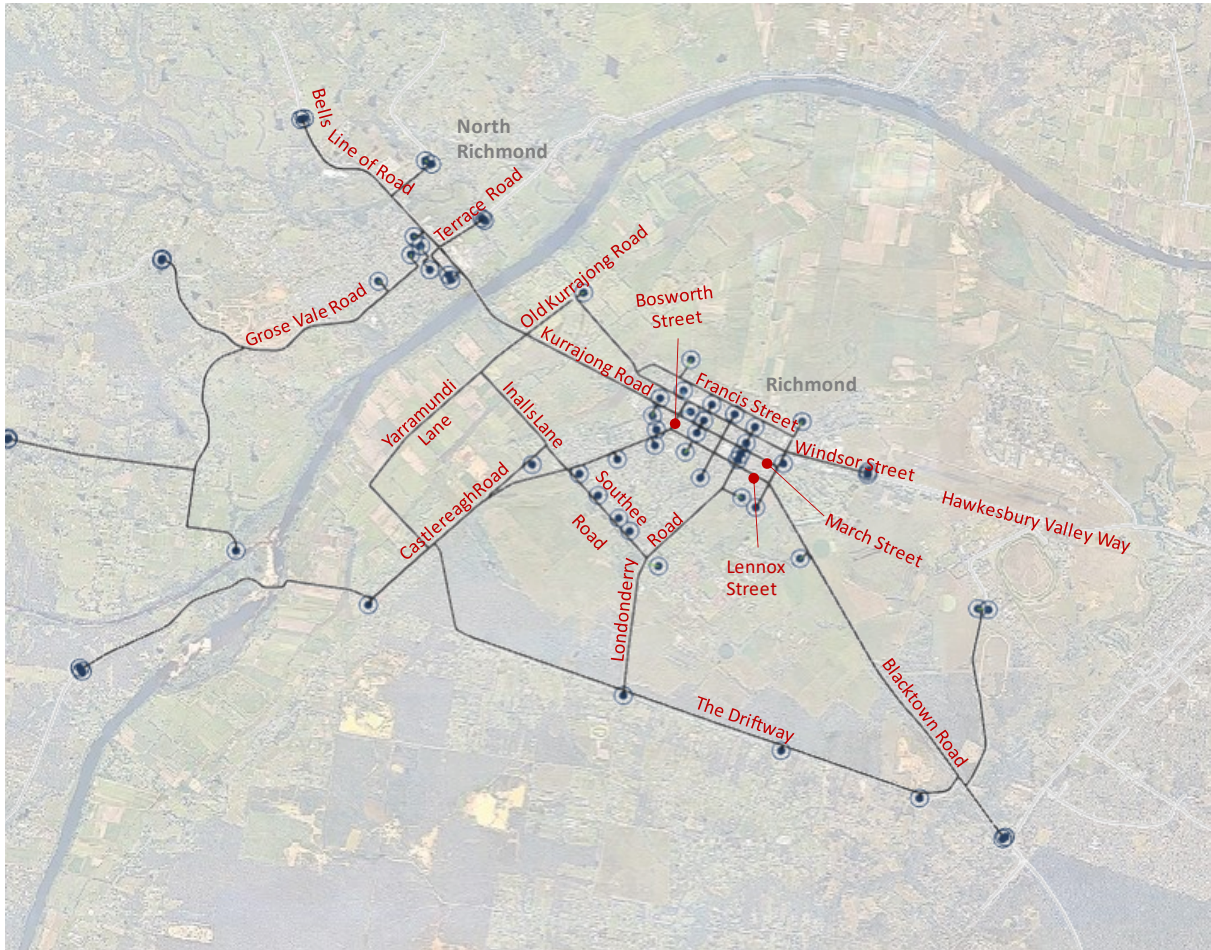 Bells Line of Road
North
Richmond
Terrace Road
Old Kurrajong Road
Bosworth
Street
Grose Vale Road
Kurrajong Road
Richmond
Francis Street
Yarramundi
Lane
Inalls Lane
Windsor Street
Castlereagh Road
Southee
Road
Road
Hawkesbury Valley Way
March Street
Lennox
Street
Londonderry
Blacktown Road
The Driftway